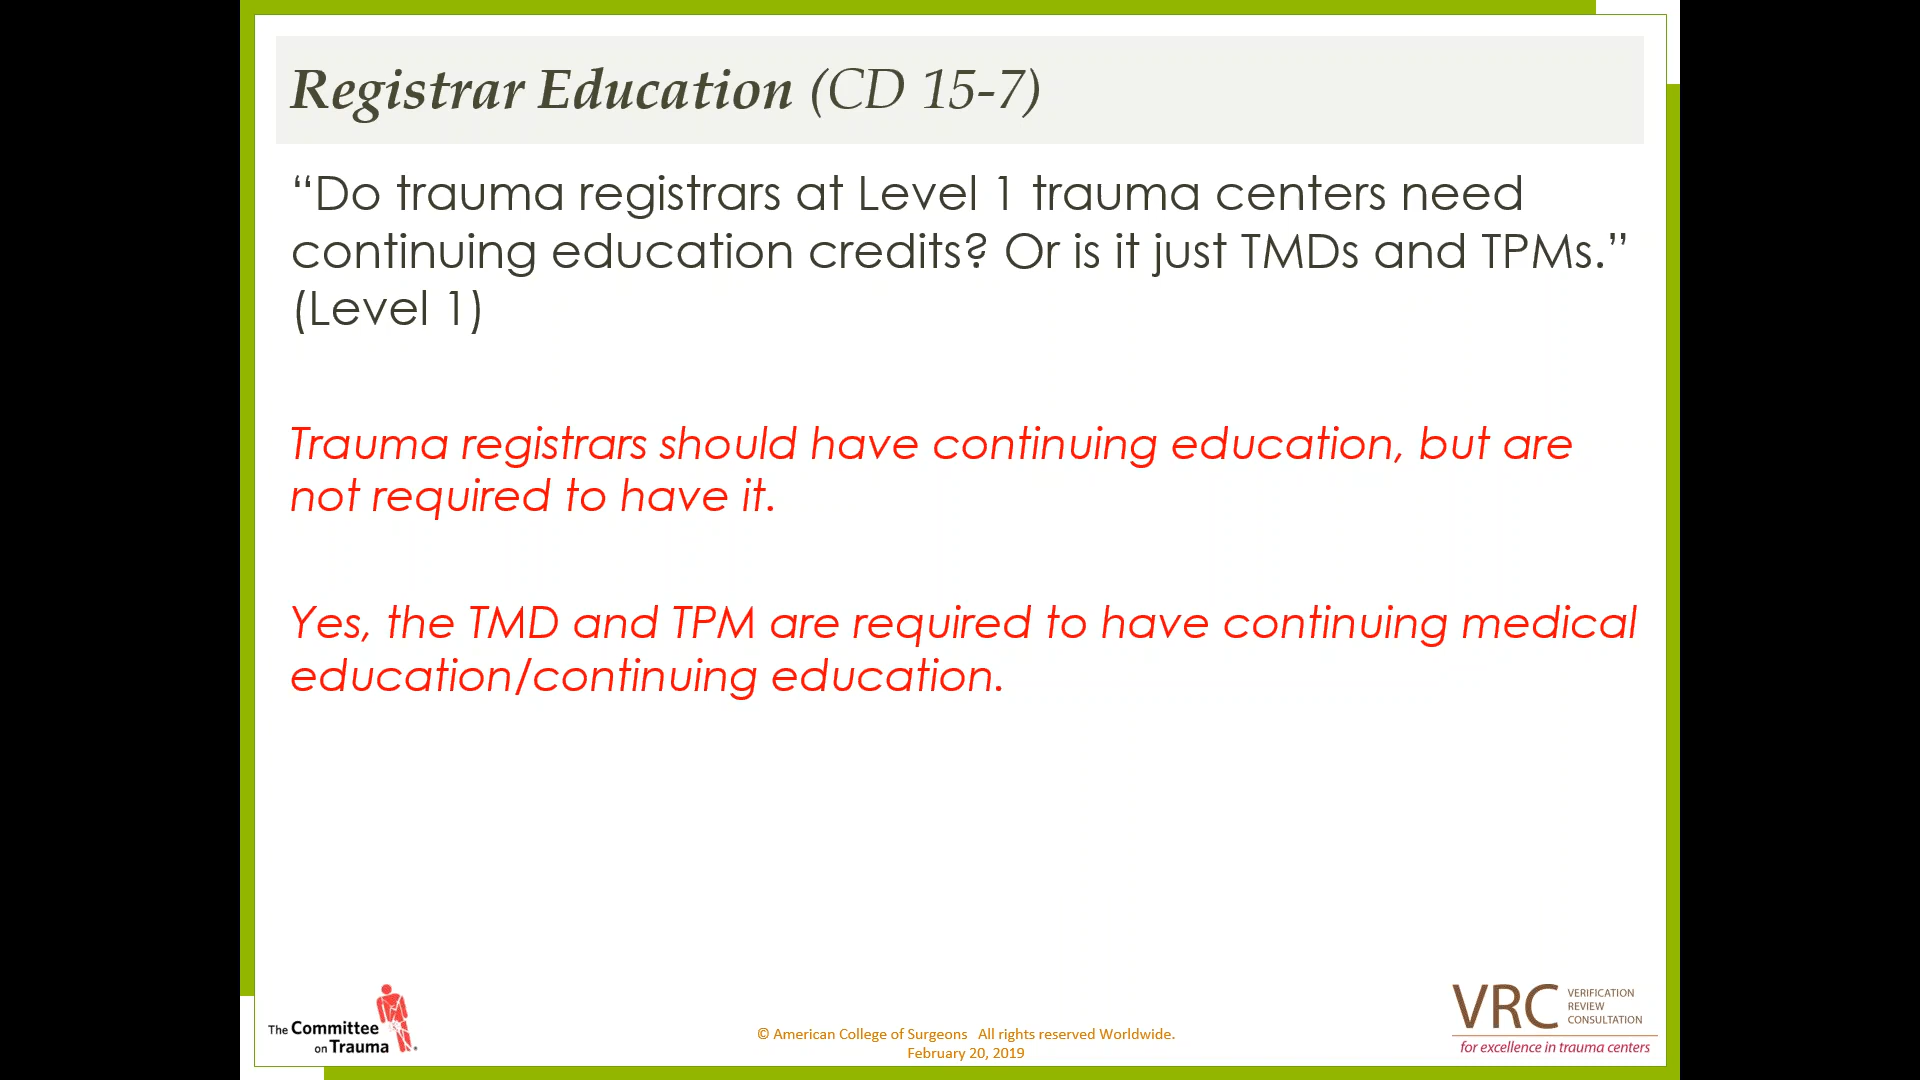 Registrar Education (CD 15-7)
“Do trauma registrars at Level 1 trauma centers need
continuing education credits? Or is it just TMDs and TPMs.”
(Level 1)
Trauma registrars should have continuing education, but are
not required to have it.
Yes, the TMD and TPM are required to have continuing medical
education/continuing education.
The Committee
on Trauma
© American College of Surgeons   All rights reserved Worldwide.
February 20, 2019
VRC
VERIFICATION
REVIEW
CONSULTATION
for excellence in trauma centers